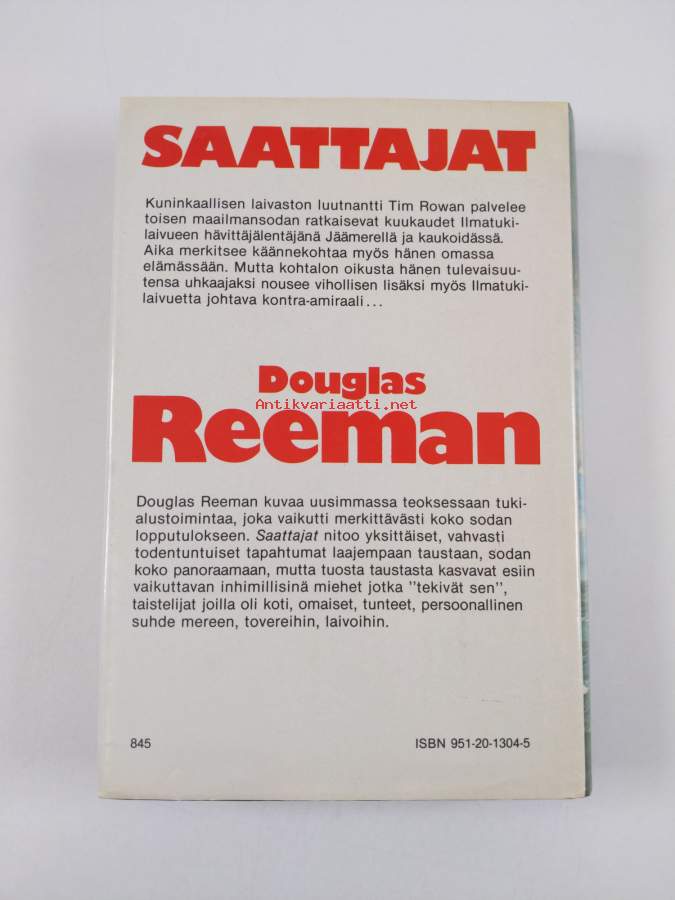 SAATTAJAT
Kuninkaallisen laivaston luutnantti Tim Rowan palvelee
toisen maailmansodan ratkaisevat kuukaudet Ilmatuki-
laivueen hävittäjälentäjänä Jäämerellä ja kaukoidässä.
Aika merkitsee käännekohtaa myös hänen omassa
elämässään. Mutta kohtalon oikusta hänen tulevaisuu-
tensa uhkaajaksi nousee vihollisen lisäksi myös Ilmatuki-
laivuetta johtava kontra-amiraali...
Douglas
Antikvariaatti.net
Reeman
Douglas Reeman kuvaa uusimmassa teoksessaan tuki-
alustoimintaa, joka vaikutti merkittävästi koko sodan
lopputulokseen. Saattajat nitoo yksittäiset, vahvasti
todentuntuiset tapahtumat laajempaan taustaan, sodan
koko panoraamaan, mutta tuosta taustasta kasvavat esiin
vaikuttavan inhimillisinä miehet jotka "tekivät sen",
taistelijat joilla oli koti, omaiset, tunteet, persoonallinen
suhde mereen, tovereihin, laivoihin.
845
ISBN 951-20-1304-5